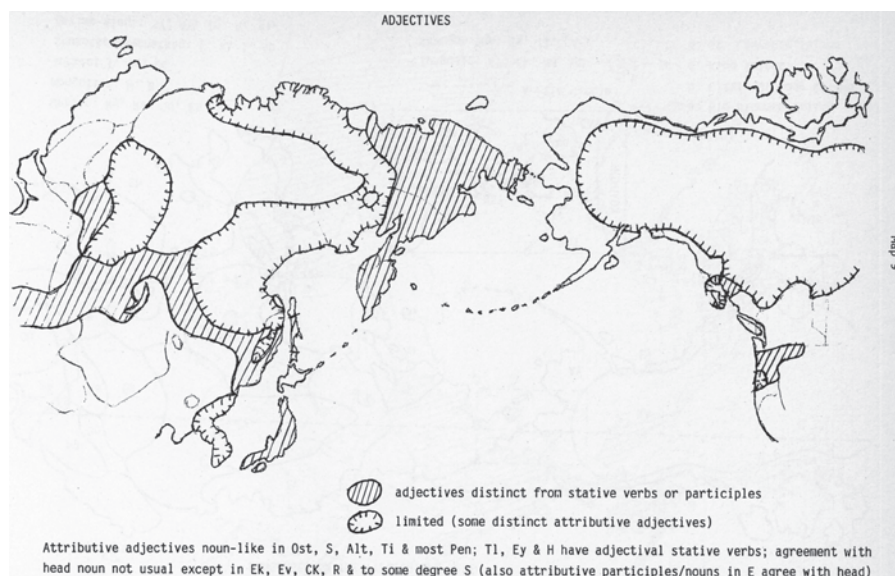 ADJECTIVES
Map 9
adjectives distinct from stative verbs or participles
limited (some distinct attributive adjectives)
Attributive adjectives noun-like in Ost, S, Alt, Ti & most Pen; Tl, Ey & H have adjectival stative verbs; agreement with
head noun not usual except in Ek, Ev, CK, R & to some degree S (also attributive participles/nouns in E agree with head)